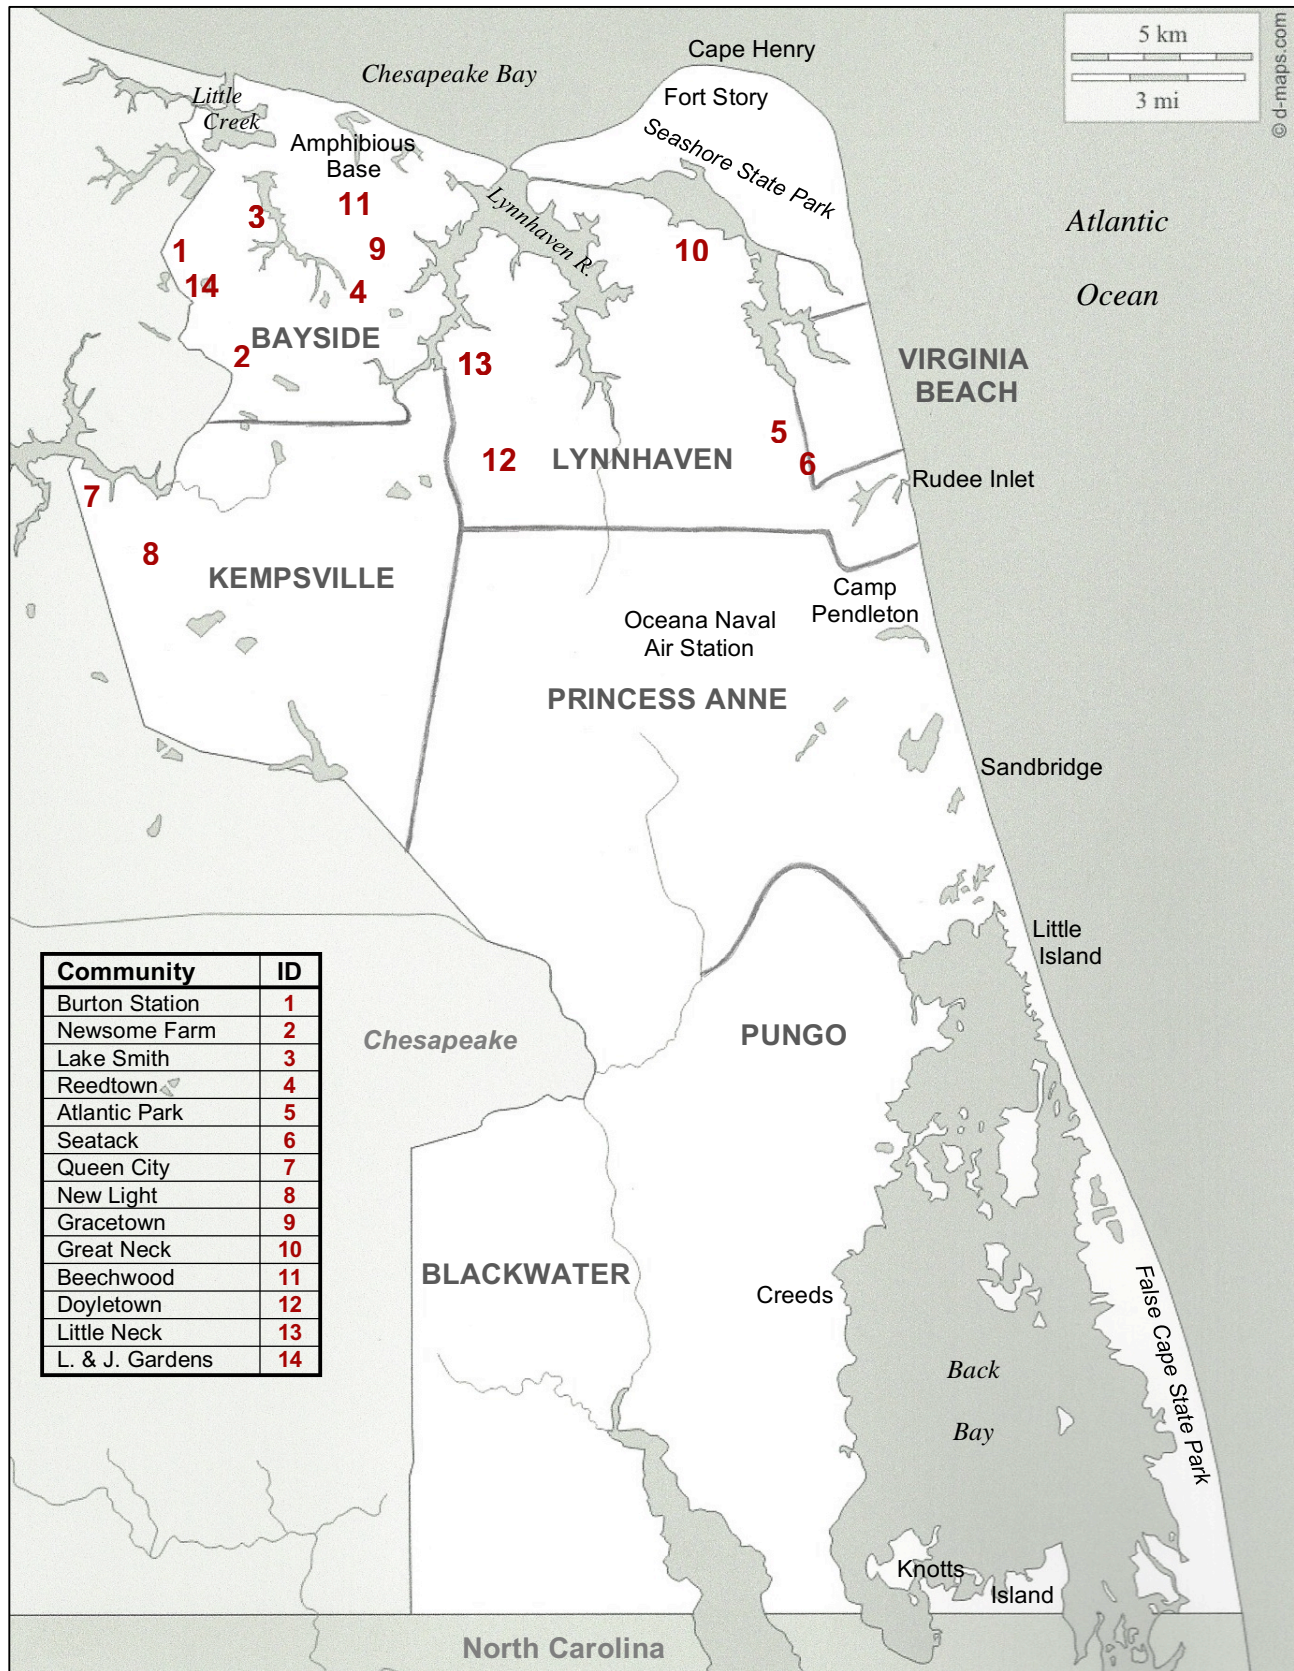 5 km
3 mi
© d-maps.com
Cape Henry
Chesapeake Bay
Fort Story
Little
Creek
Seashore State Park
Amphibious
Base
11
3
Lynnhaven R.
Atlantic
Ocean
1
9
10
14
4
BAYSIDE
2
13
VIRGINIA
BEACH
5
12
LYNNHAVEN
6
Rudee Inlet
7
8
KEMPSVILLE
Camp
Pendleton
Oceana Naval
Air Station
PRINCESS ANNE
Sandbridge
Little
Island
Community ID
Burton Station 1
Newsome Farm 2
Lake Smith 3
Reedtown 4
Atlantic Park 5
Seatack 6
Queen City 7
New Light 8
Gracetown 9
Great Neck 10
Beechwood 11
Doyletown 12
Little Neck 13
L. & J. Gardens 14
Chesapeake
PUNGO
BLACKWATER
Creeds
False Cape State Park
Back
Bay
Knotts
Island
North Carolina